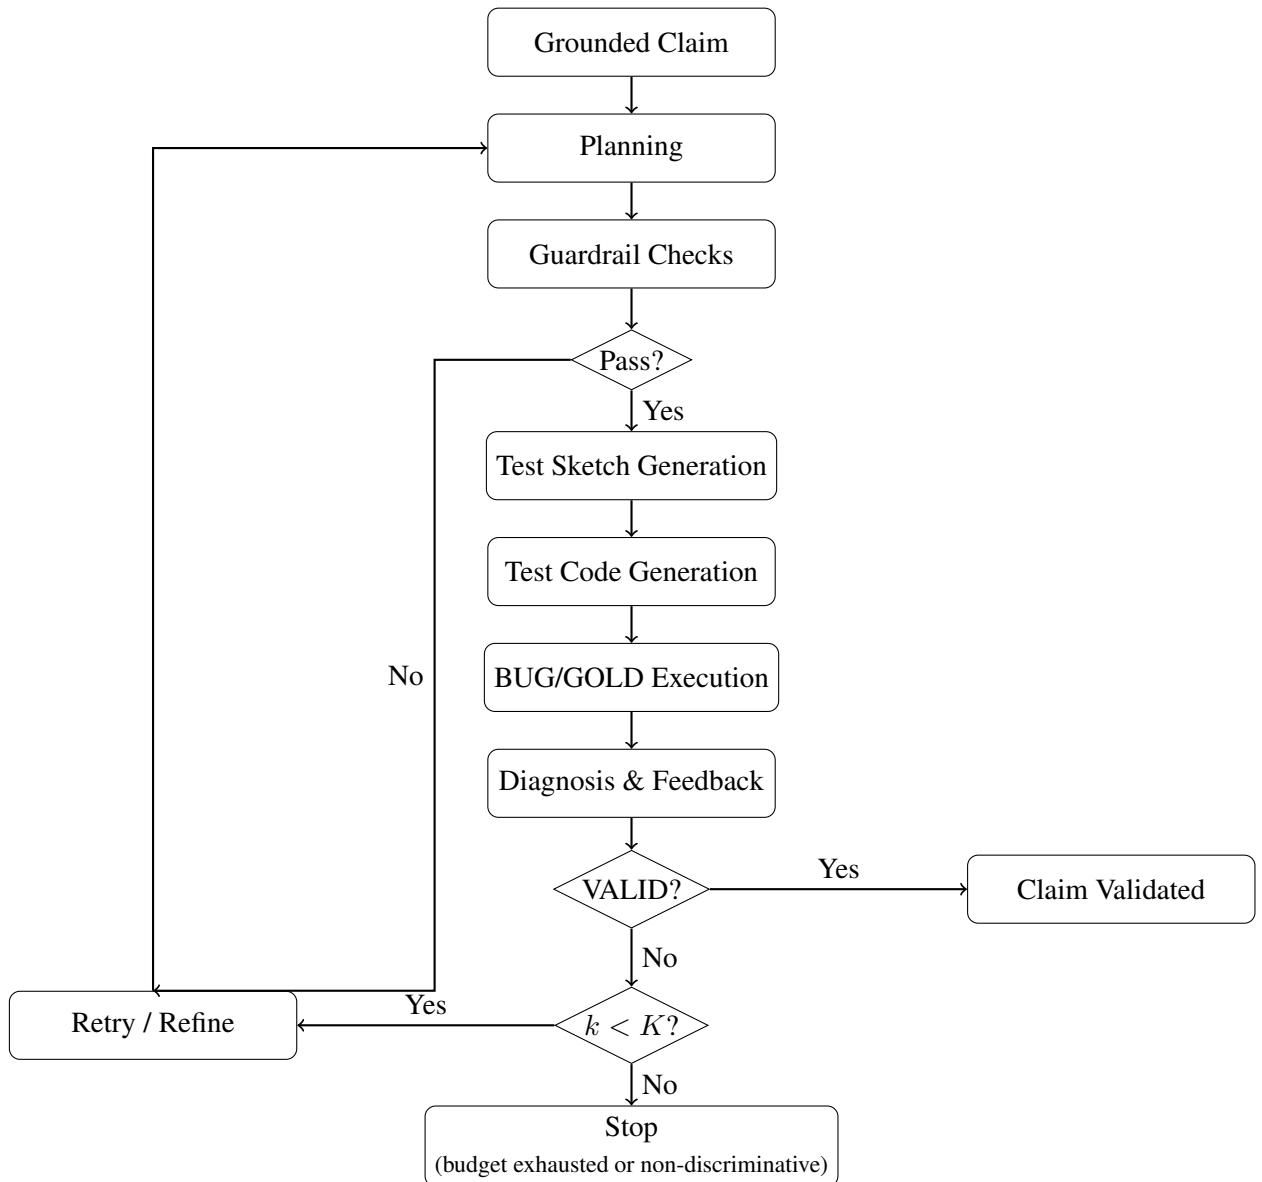 Grounded Claim
Planning
Guardrail Checks
Pass?
Yes
Test Sketch Generation
Test Code Generation
No
BUG/GOLD Execution
Diagnosis & Feedback
VALID?
Yes
Claim Validated
No
Retry / Refine
Yes
k < K?
No
Stop
(budget exhausted or non-discriminative)